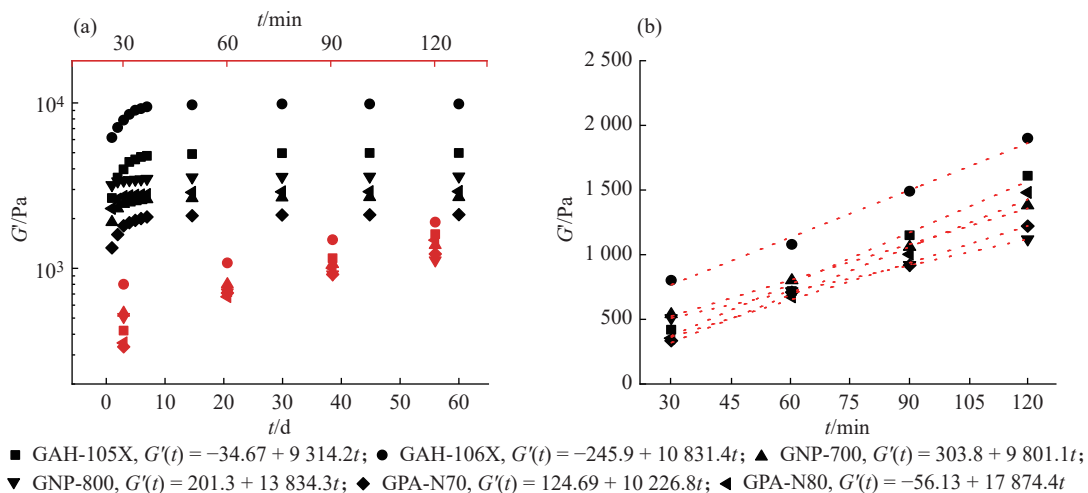 (a)
t/min
30 60 90 120
10⁴
10³
G′/Pa
0 10 20 30 40 50 60
t/d
(b)
2 500
2 000
1 500
1 000
500
0
G′/Pa
30 45 60 75 90 105 120
t/min
■ GAH-105X, G′(t) = −34.67 + 9 314.2t; ● GAH-106X, G′(t) = −245.9 + 10 831.4t; ▲ GNP-700, G′(t) = 303.8 + 9 801.1t;
▼ GNP-800, G′(t) = 201.3 + 13 834.3t; ◆ GPA-N70, G′(t) = 124.69 + 10 226.8t; ◀ GPA-N80, G′(t) = −56.13 + 17 874.4t